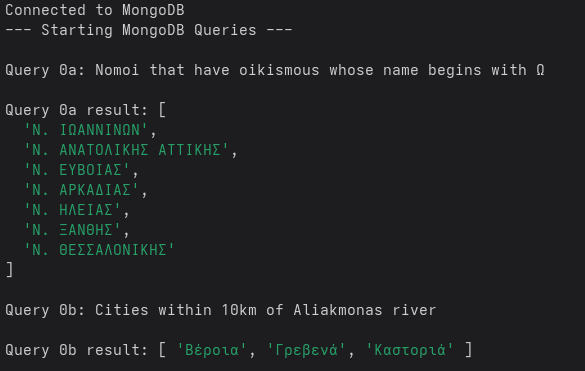 Connected to MongoDB
--- Starting MongoDB Queries ---
Query 0a: Nomoi that have oikismous whose name begins with Ω
Query 0a result: [
'Ν. ΙΩΑΝΝΙΝΩΝ',
'Ν. ΑΝΑΤΟΛΙΚΗΣ ΑΤΤΙΚΗΣ',
'Ν. ΕΥΒΟΙΑΣ',
'Ν. ΑΡΚΑΔΙΑΣ',
'Ν. ΗΛΕΙΑΣ',
'Ν. ΞΑΝΘΗΣ',
'Ν. ΘΕΣΣΑΛΟΝΙΚΗΣ'
]
Query 0b: Cities within 10km of Aliakmonas river
Query 0b result: [ 'Βέροια', 'Γρεβενά', 'Καστοριά' ]